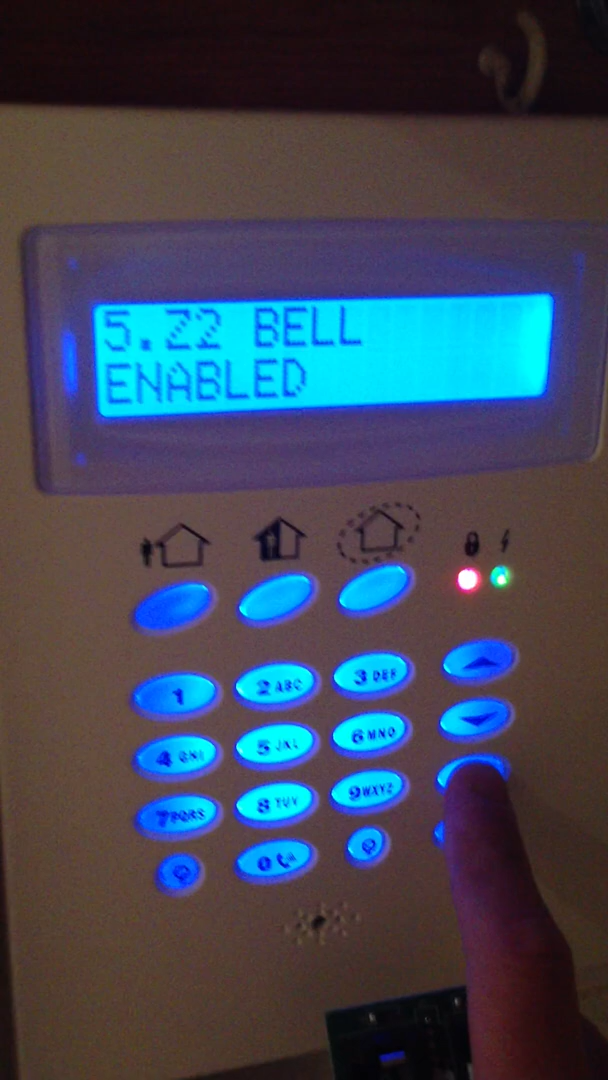 5.Z2 BELL
ENABLED
1
2 ABC
3 DEF
4 GHI
5 JKL
6 MNO
7 PQRS
8 TUV
9 WXYZ
0